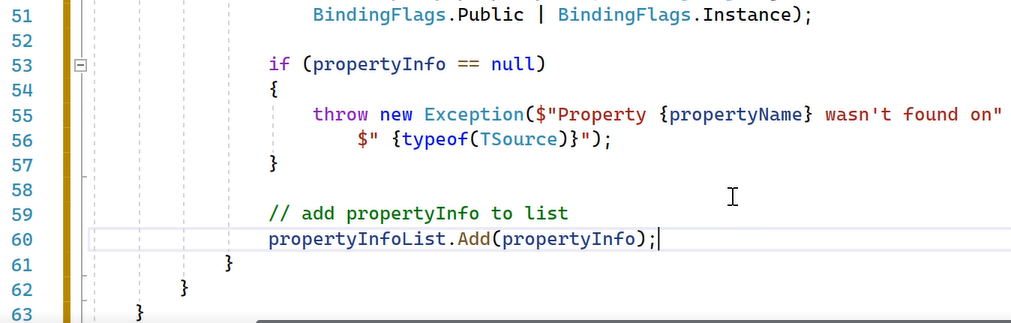 51 BindingFlags.Public | BindingFlags.Instance);
52
53 if (propertyInfo == null)
54 {
55 throw new Exception($"Property {propertyName} wasn't found on"
56 $" {typeof(TSource)}");
57 }
58
59 // add propertyInfo to list
60 propertyInfoList.Add(propertyInfo);
61 }
62 }
63 }